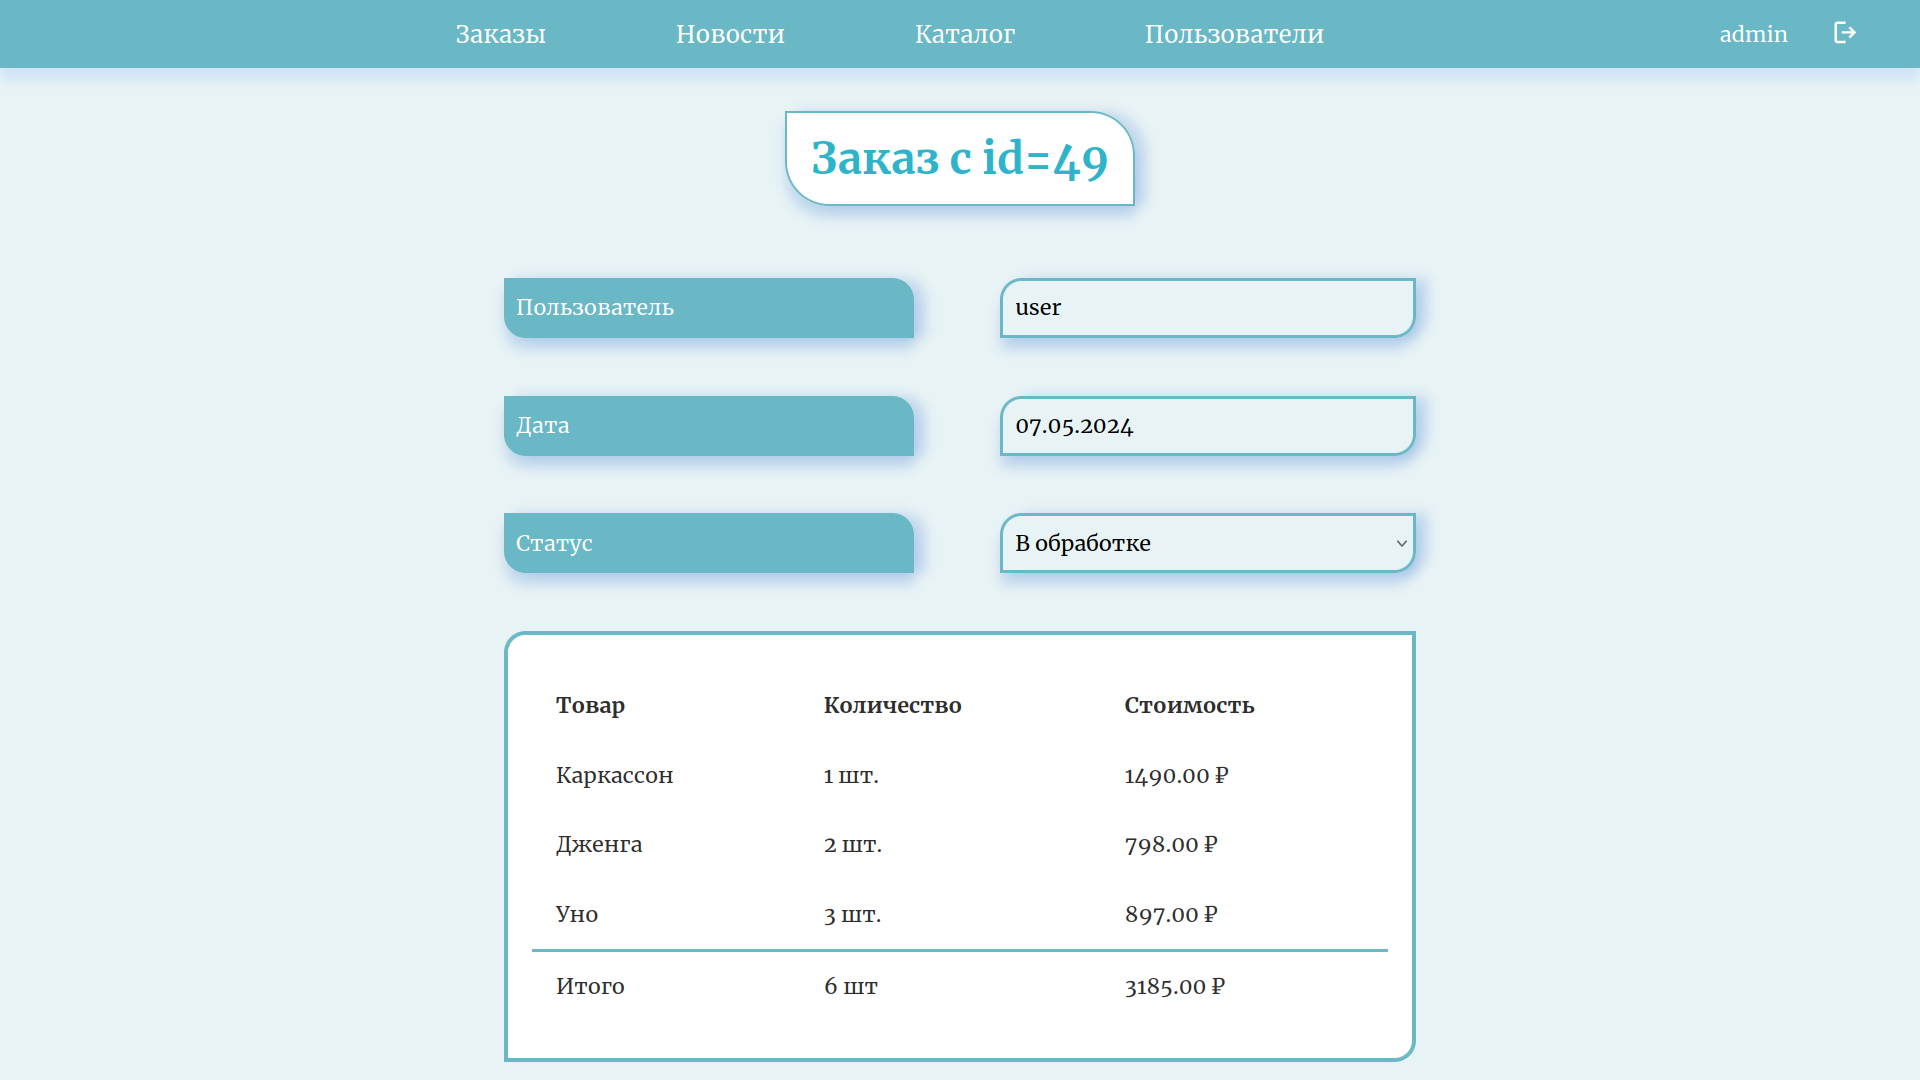 Заказы Новости Каталог Пользователи admin
Заказ с id=49
Пользователь user
Дата 07.05.2024
Статус В обработке
Товар Количество Стоимость
Каркассон 1 шт. 1490.00 ₽
Дженга 2 шт. 798.00 ₽
Уно 3 шт. 897.00 ₽
Итого 6 шт 3185.00 ₽